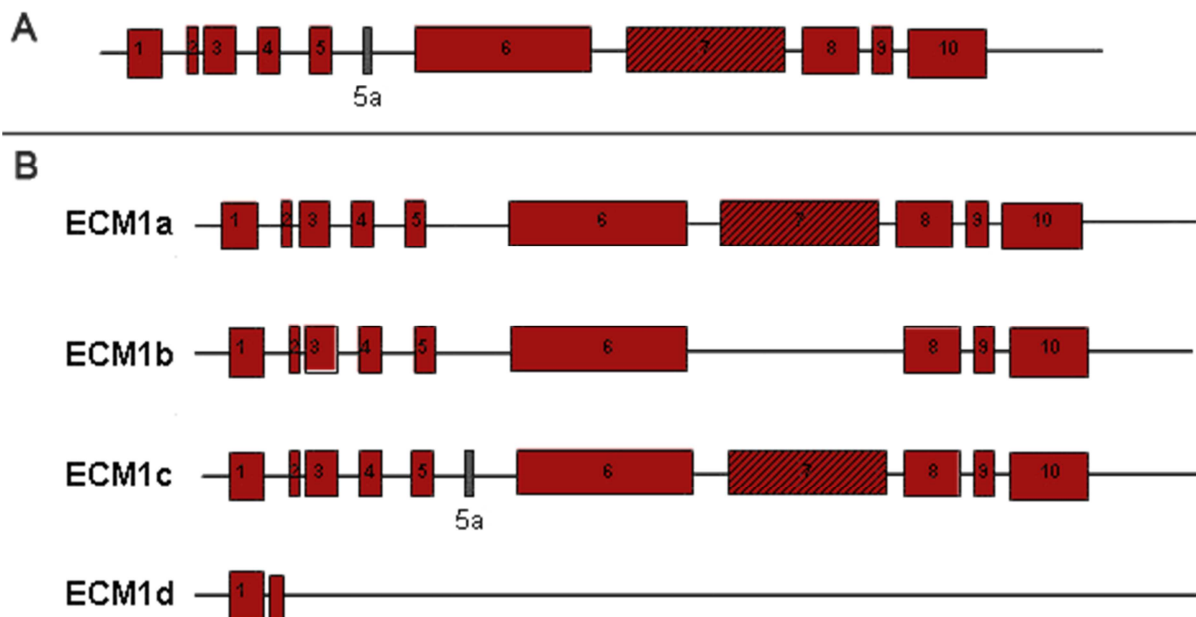 A
1 2 3 4 5 6 7 8 9 10
5a
B
ECM1a 1 2 3 4 5 6 7 8 9 10
ECM1b 1 2 3 4 5 6 8 9 10
ECM1c 1 2 3 4 5 6 7 8 9 10
5a
ECM1d 1